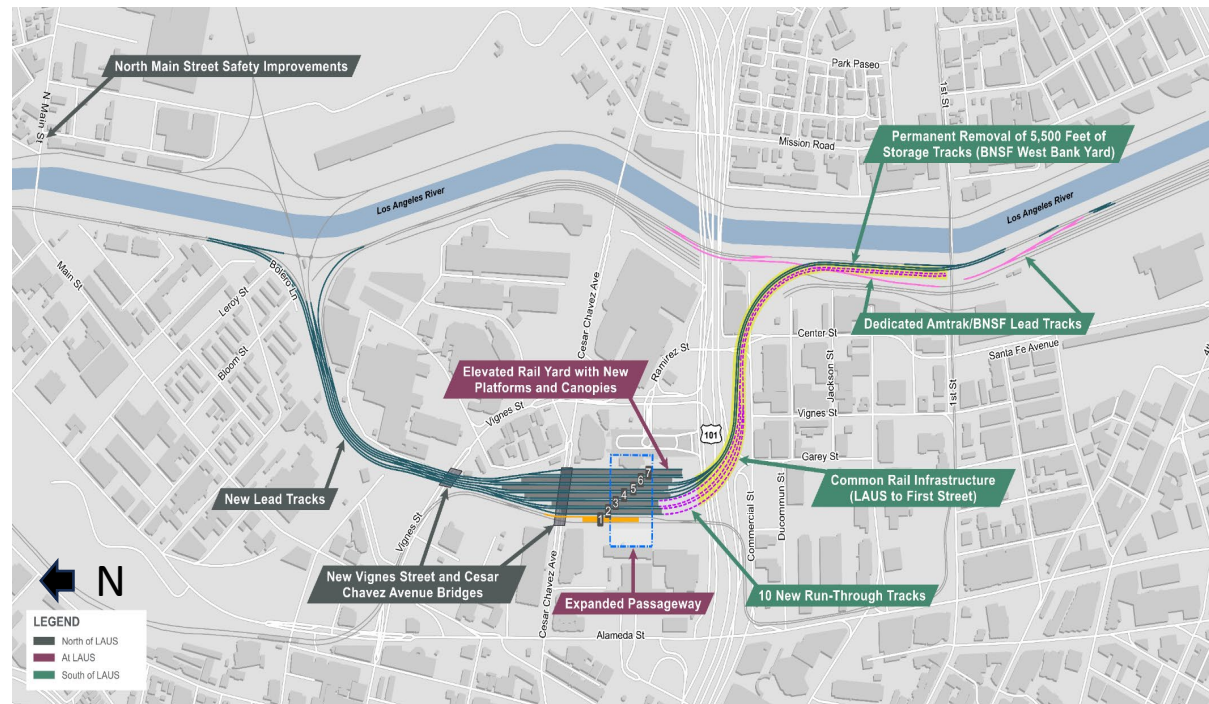 North Main Street Safety Improvements
N Main St
Park Paseo
1st St
Permanent Removal of 5,500 Feet of
Storage Tracks (BNSF West Bank Yard)
Mission Road
Los Angeles River
Los Angeles River
Main St
Bolero Ln
Leroy St
Bloom St
Cesar Chavez Ave
Ramirez St
Center St
Dedicated Amtrak/BNSF Lead Tracks
Santa Fe Avenue
Jackson St
1st St
Elevated Rail Yard with New
Platforms and Canopies
Vignes St
Vignes St
101
Garey St
Common Rail Infrastructure
(LAUS to First Street)
New Lead Tracks
7
6
5
4
3
2
1
Vignes St
Commercial St
Ducommun St
New Vignes Street and Cesar
Chavez Avenue Bridges
Cesar Chavez Ave
Expanded Passageway
10 New Run-Through Tracks
Alameda St
N
LEGEND
North of LAUS
At LAUS
South of LAUS